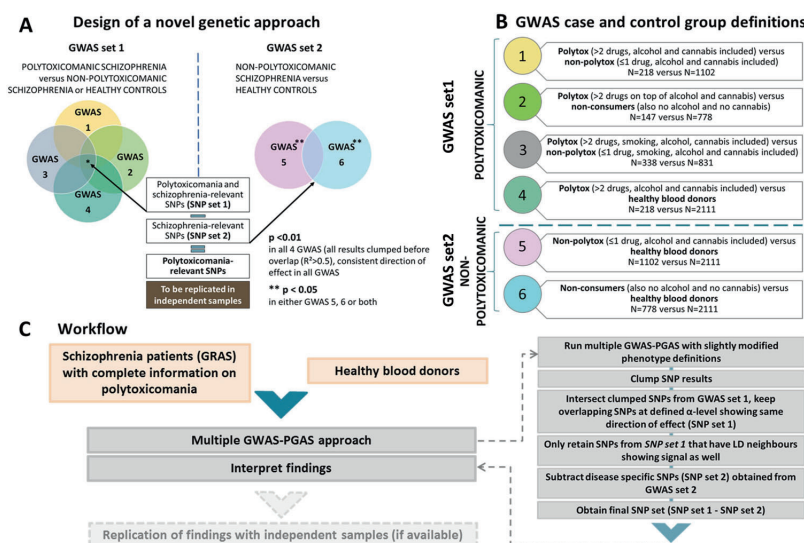 A
Design of a novel genetic approach
GWAS set 1
POLYTOXICOMANIC SCHIZOPHRENIA
versus NON-POLYTOXICOMANIC
SCHIZOPHRENIA or HEALTHY CONTROLS
GWAS
1
GWAS
3
GWAS
2
*
GWAS
4
GWAS set 2
NON-POLYTOXICOMANIC
SCHIZOPHRENIA versus
HEALTHY CONTROLS
GWAS**
5
GWAS**
6
Polytoxicomania and
schizophrenia-relevant
SNPs (SNP set 1)
Schizophrenia-relevant
SNPs (SNP set 2)
Polytoxicomania-
relevant SNPs
To be replicated in
independent samples
p <0.01
in all 4 GWAS (all results clumped before
overlap (R²>0.5), consistent direction of
effect in all GWAS
** p < 0.05
in either GWAS 5, 6 or both
B
GWAS case and control group definitions
GWAS set1
POLYTOXICOMANIC
1
Polytox (>2 drugs, alcohol and cannabis included) versus
non-polytox (≤1 drug, alcohol and cannabis included)
N=218 versus N=1102
2
Polytox (>2 drugs on top of alcohol and cannabis) versus
non-consumers (also no alcohol and no cannabis)
N=147 versus N=778
3
Polytox (>2 drugs, smoking, alcohol, cannabis included) versus
non-polytox (≤1 drug, smoking, alcohol and cannabis included)
N=338 versus N=831
4
Polytox (>2 drugs, alcohol and cannabis included) versus
healthy blood donors
N=218 versus N=2111
GWAS set2
NON-
POLYTOXICOMANIC
5
Non-polytox (≤1 drug, alcohol and cannabis included) versus
healthy blood donors
N=1102 versus N=2111
6
Non-consumers (also no alcohol and no cannabis) versus
healthy blood donors
N=778 versus N=2111
C
Workflow
Schizophrenia patients (GRAS)
with complete information on
polytoxicomania
Healthy blood donors
Multiple GWAS-PGAS approach
Interpret findings
Replication of findings with independent samples (if available)
Run multiple GWAS-PGAS with slightly modified
phenotype definitions
Clump SNP results
Intersect clumped SNPs from GWAS set 1, keep
overlapping SNPs at defined α-level showing same
direction of effect (SNP set 1)
Only retain SNPs from SNP set 1 that have LD neighbours
showing signal as well
Subtract disease specific SNPs (SNP set 2) obtained from
GWAS set 2
Obtain final SNP set (SNP set 1 - SNP set 2)